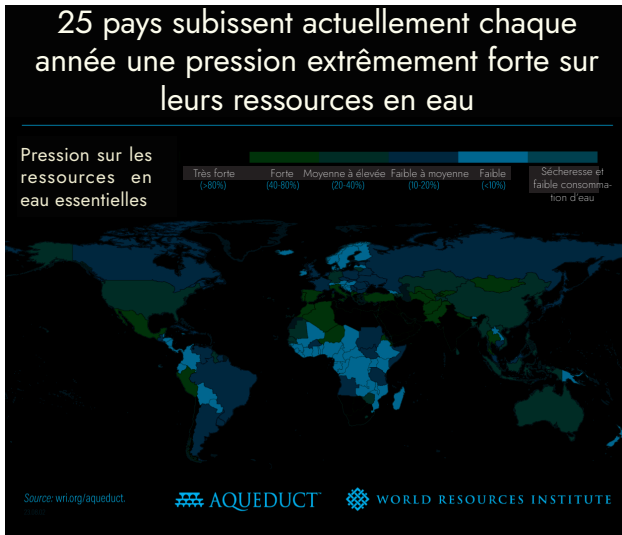 25 pays subissent actuellement chaque
année une pression extrêmement forte sur
leurs ressources en eau
Pression sur les
ressources en
eau essentielles
Très forte
(>80%)
Forte
(40-80%)
Moyenne à élevée
(20-40%)
Faible à moyenne
(10-20%)
Faible
(<10%)
Sécheresse et
faible consomma-
tion d'eau
Source: wri.org/aqueduct.
AQUEDUCT
WORLD RESOURCES INSTITUTE